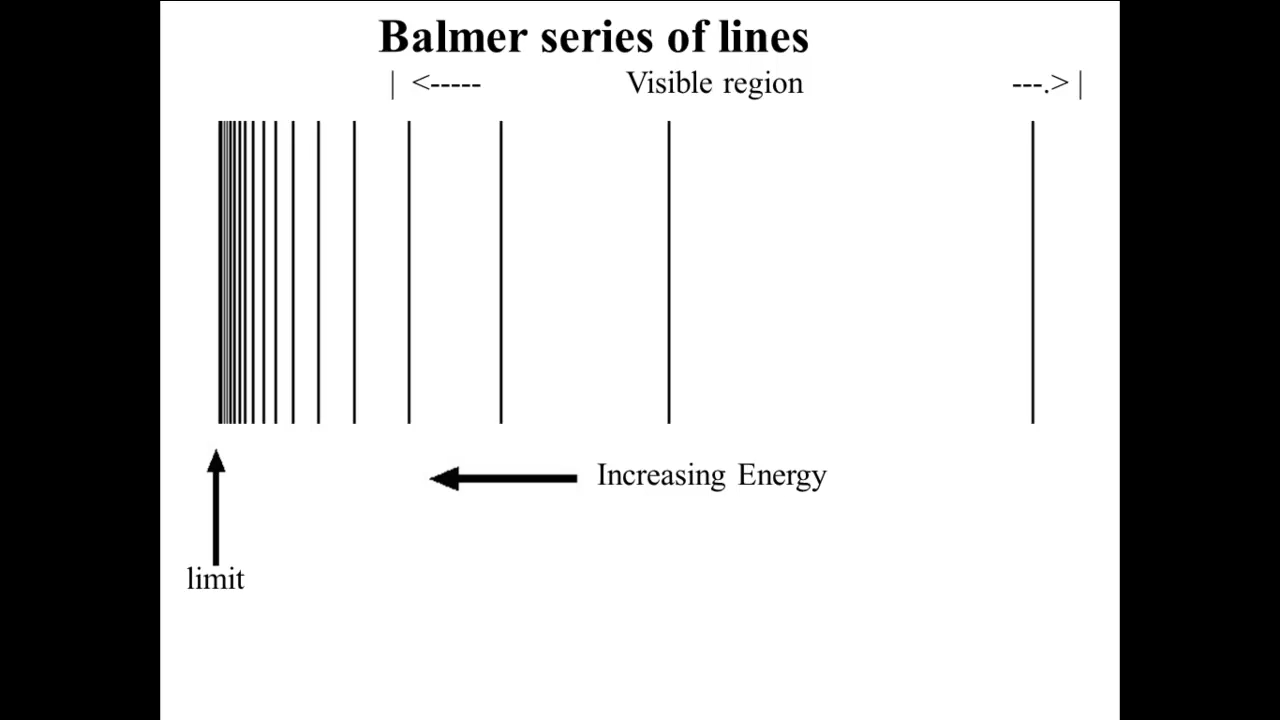 Balmer series of lines
| <----- Visible region ---.> |
Increasing Energy
limit